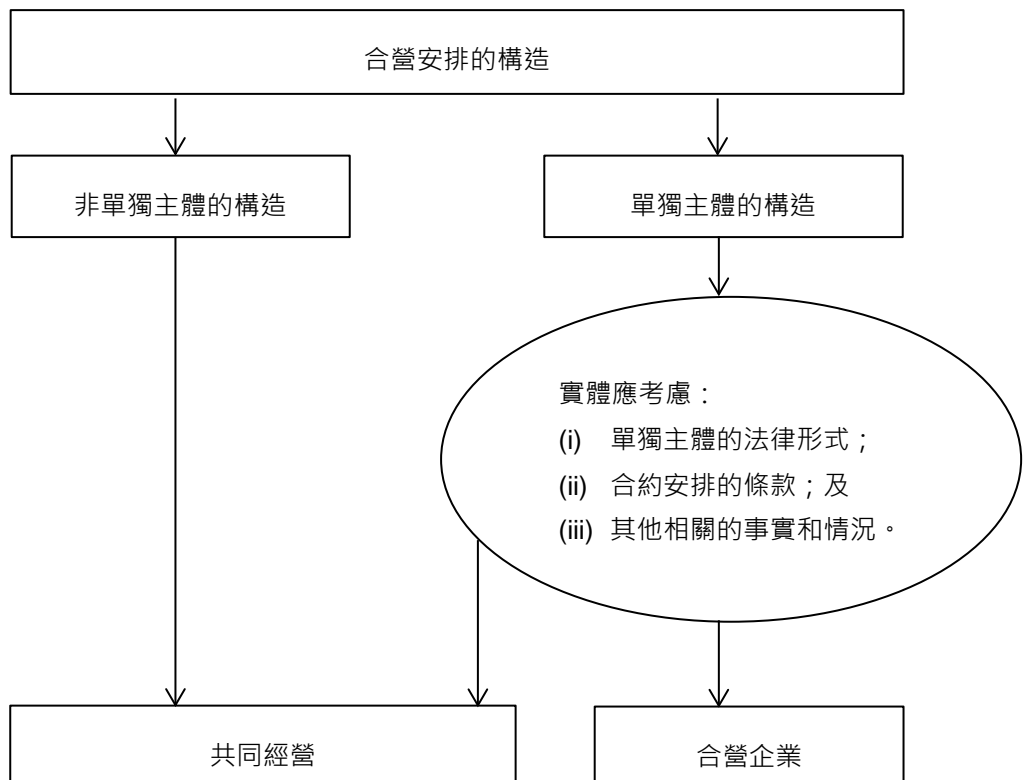 合營安排的構造
非單獨主體的構造
單獨主體的構造
實體應考慮：
(i) 單獨主體的法律形式；
(ii) 合約安排的條款；及
(iii) 其他相關的事實和情況。
共同經營
合營企業